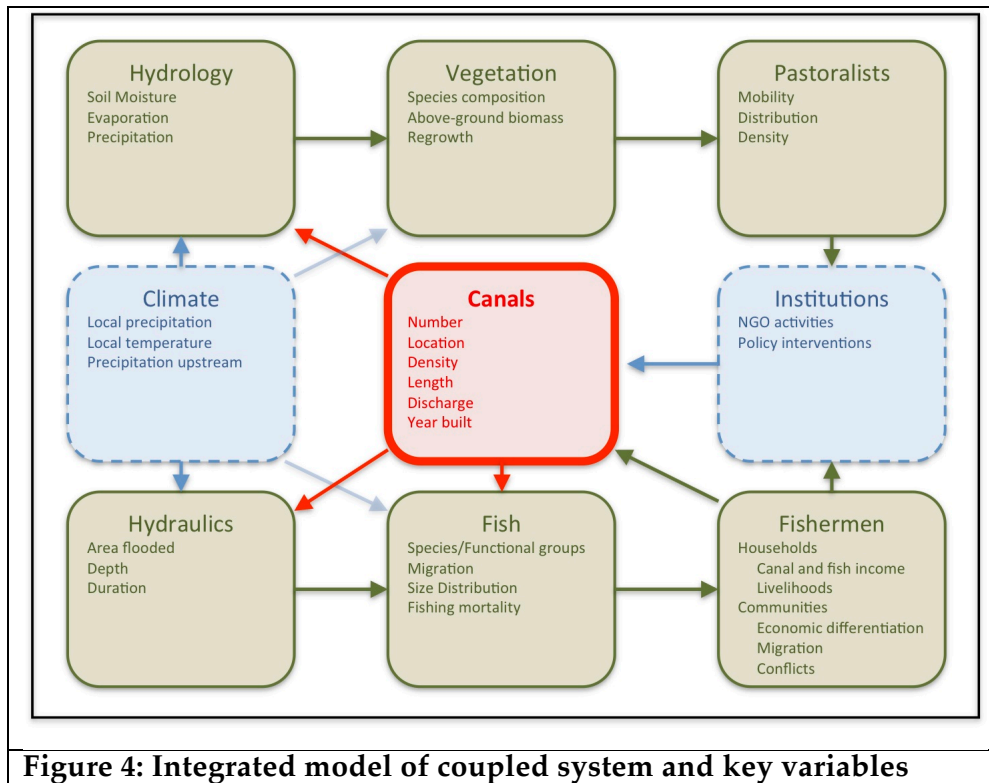 Hydrology
Soil Moisture
Evaporation
Precipitation
Vegetation
Species composition
Above-ground biomass
Regrowth
Pastoralists
Mobility
Distribution
Density
Climate
Local precipitation
Local temperature
Precipitation upstream
Canals
Number
Location
Density
Length
Discharge
Year built
Institutions
NGO activities
Policy interventions
Hydraulics
Area flooded
Depth
Duration
Fish
Species/Functional groups
Migration
Size Distribution
Fishing mortality
Fishermen
Households
Canal and fish income
Livelihoods
Communities
Economic differentiation
Migration
Conflicts
Figure 4: Integrated model of coupled system and key variables